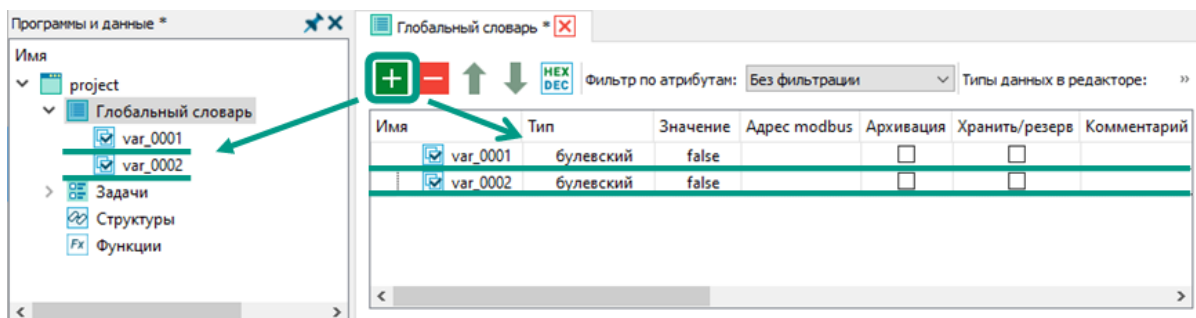 Программы и данные *
Имя
project
Глобальный словарь
var_0001
var_0002
Задачи
Структуры
Fx Функции
Глобальный словарь *
HEX
DEC
Фильтр по атрибутам: Без фильтрации Типы данных в редакторе: »
Имя Тип Значение Адрес modbus Архивация Хранить/резерв Комментарий
var_0001 булевский false
var_0002 булевский false